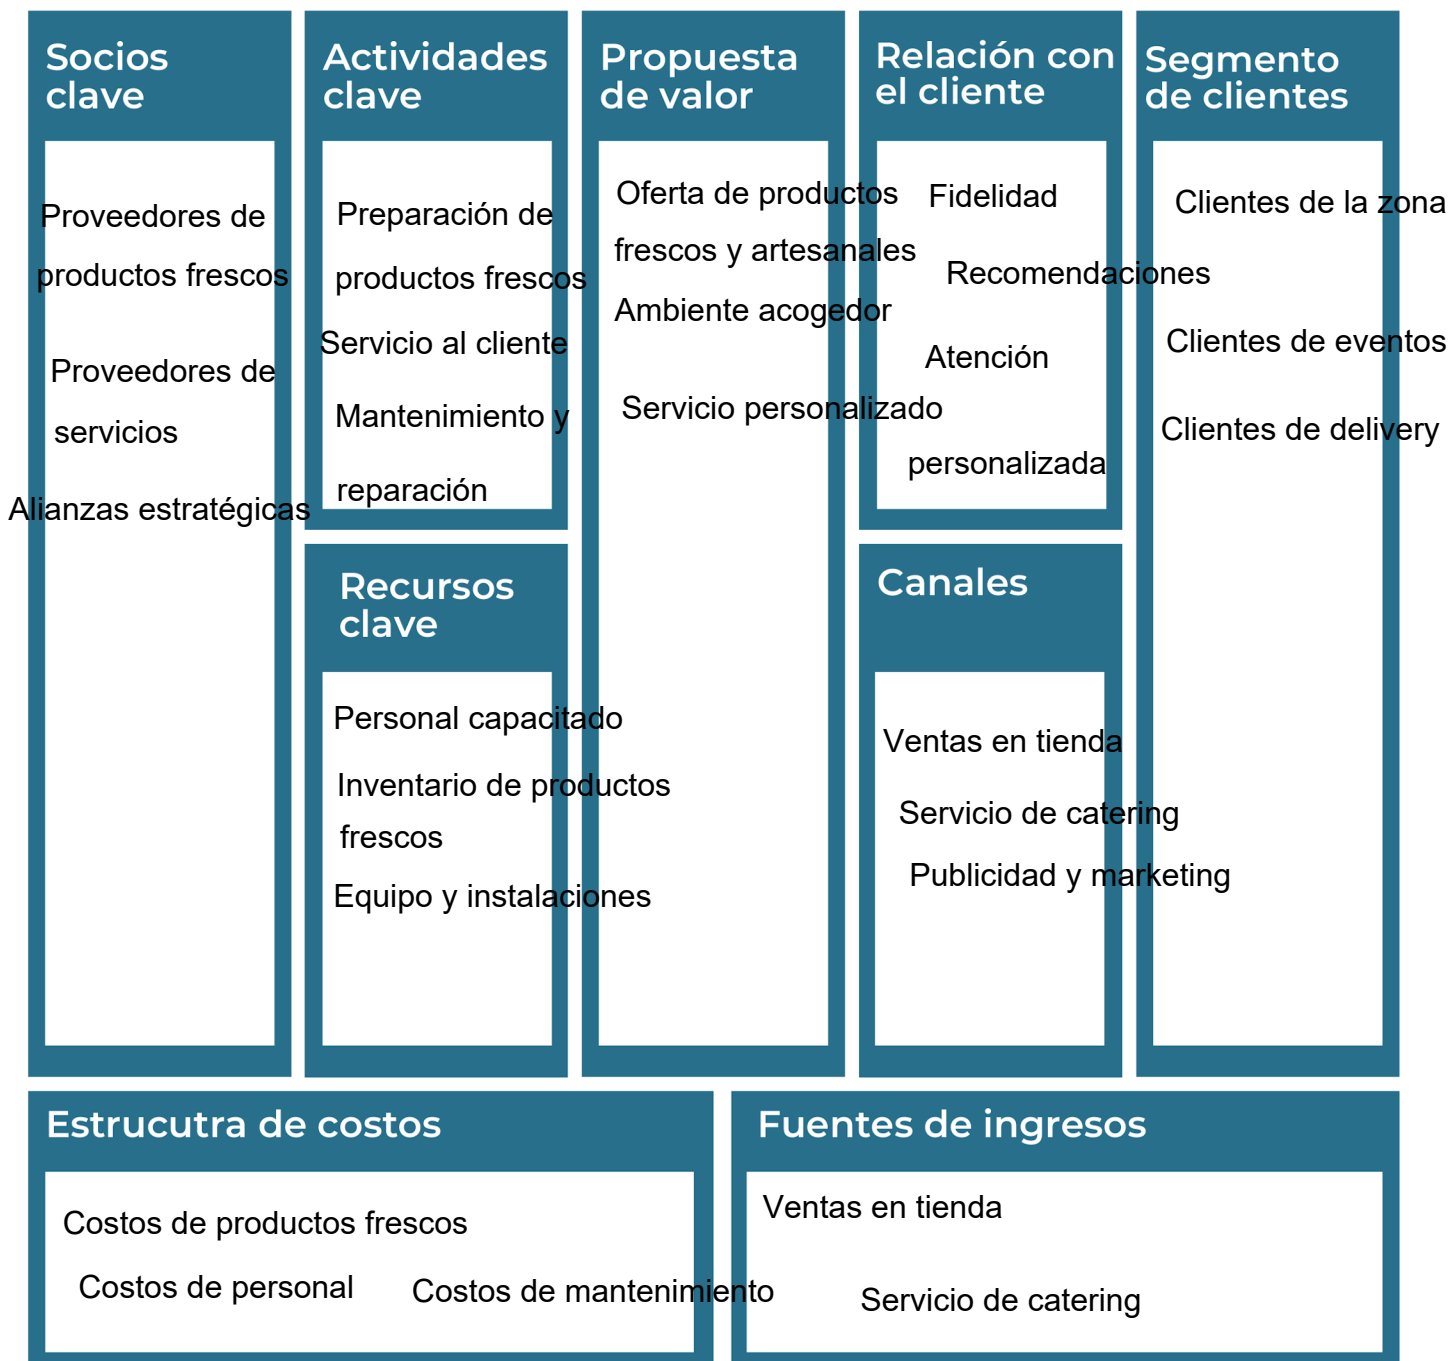 Socios
clave
Proveedores de
productos frescos
Proveedores de
servicios
Alianzas estratégicas
Actividades
clave
Preparación de
productos frescos
Servicio al cliente
Mantenimiento y
reparación
Recursos
clave
Personal capacitado
Inventario de productos
frescos
Equipo y instalaciones
Propuesta
de valor
Oferta de productos
frescos y artesanales
Ambiente acogedor
Servicio personalizado
Relación con
el cliente
Fidelidad
Recomendaciones
Atención
personalizada
Canales
Ventas en tienda
Servicio de catering
Publicidad y marketing
Segmento
de clientes
Clientes de la zona
Clientes de eventos
Clientes de delivery
Estrucutra de costos
Costos de productos frescos
Costos de personal
Costos de mantenimiento
Fuentes de ingresos
Ventas en tienda
Servicio de catering